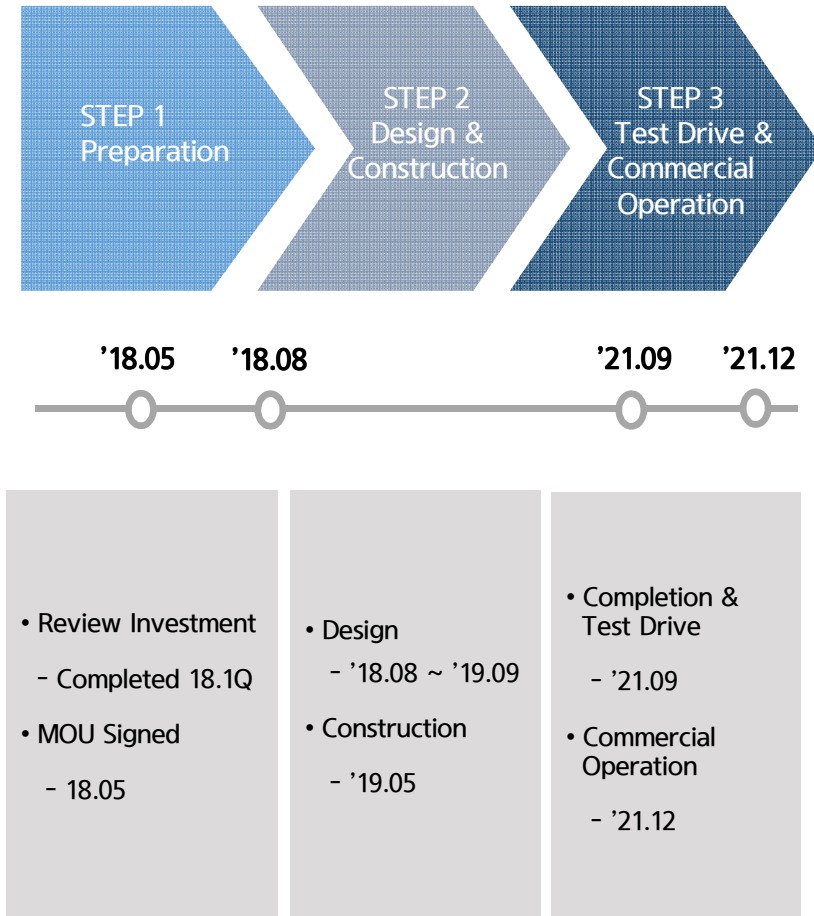 STEP 1
Preparation
STEP 2
Design &
Construction
STEP 3
Test Drive &
Commercial
Operation
’18.05
’18.08
’21.09
’21.12
• Review Investment
- Completed 18.1Q
• MOU Signed
- 18.05
• Design
- ’18.08 ~ ’19.09
• Construction
- ’19.05
• Completion &
Test Drive
- ’21.09
• Commercial
Operation
- ’21.12